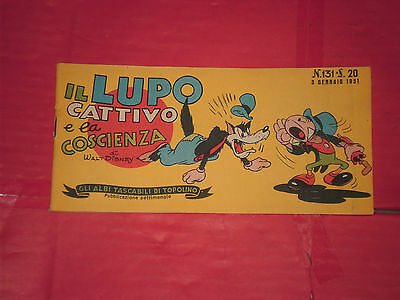 IL LUPO
CATTIVO
e la
COSCIENZA
di
WALT DISNEY
N. 131 - L. 20
3 GENNAIO 1951
GLI ALBI TASCABILI DI TOPOLINO
Pubblicazione settimanale